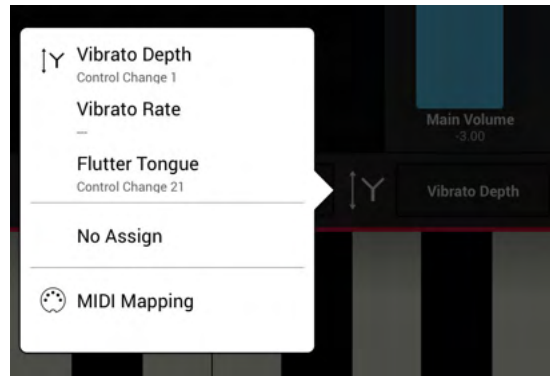 Vibrato Depth
Control Change 1
Vibrato Rate
—
Flutter Tongue
Control Change 21
No Assign
MIDI Mapping
Main Volume
-3.00
Y
Vibrato Depth